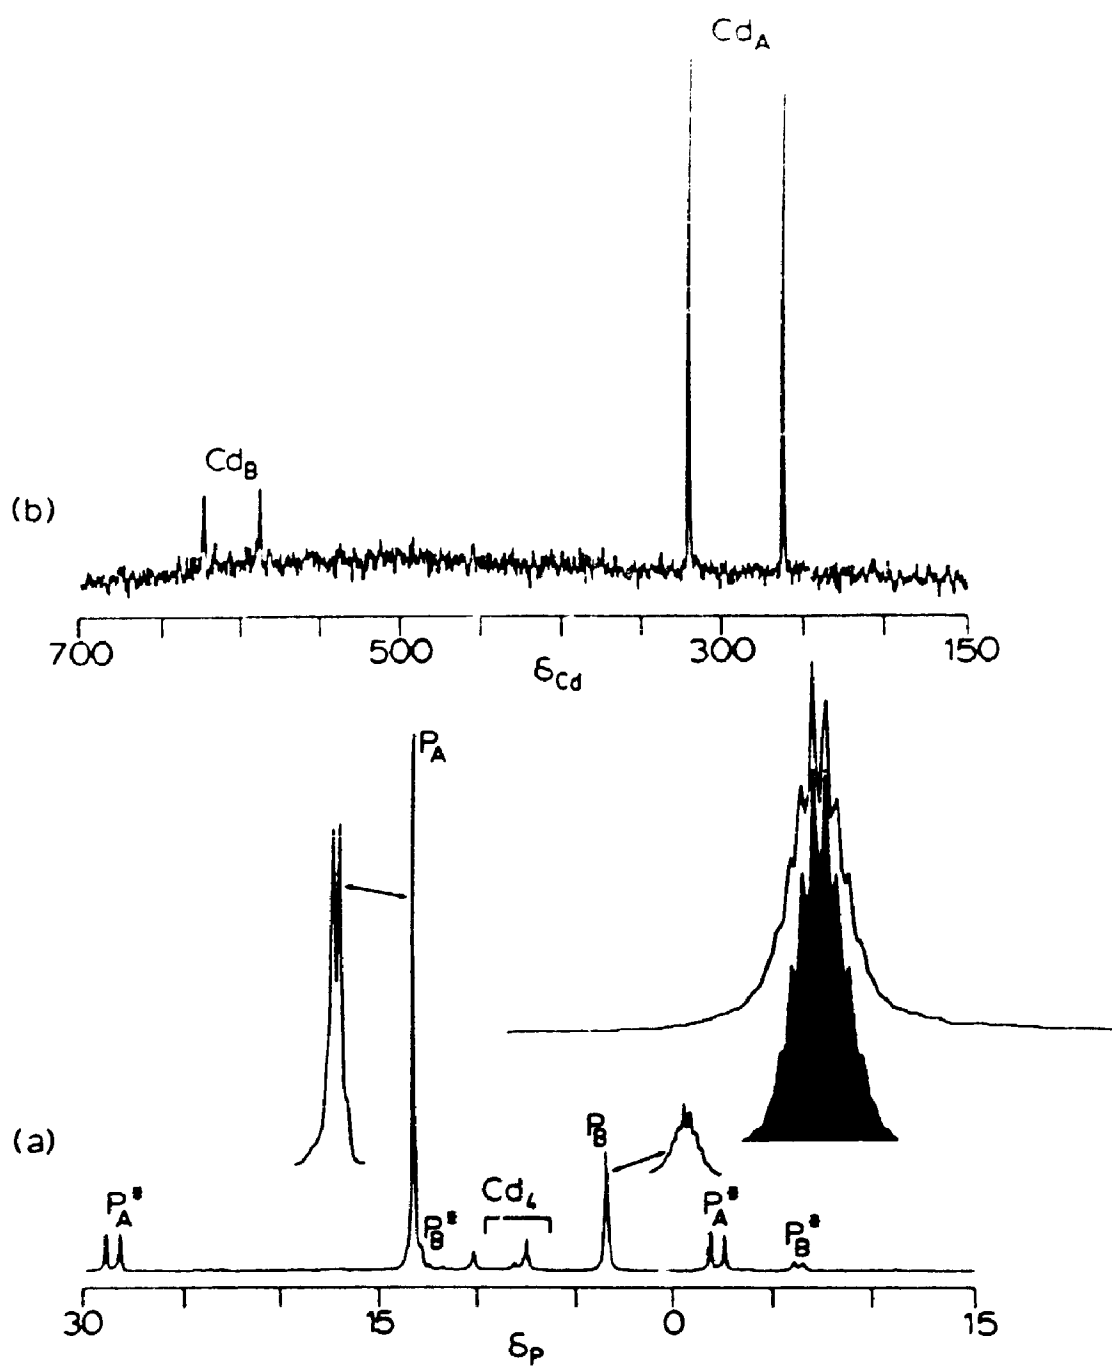 Cd_A
Cd_B
(b)
700 500 300 150
δ_Cd
P_A
(a)
P_B
P_A* P_B* Cd_4 P_A* P_B*
30 15 0 15
δ_P